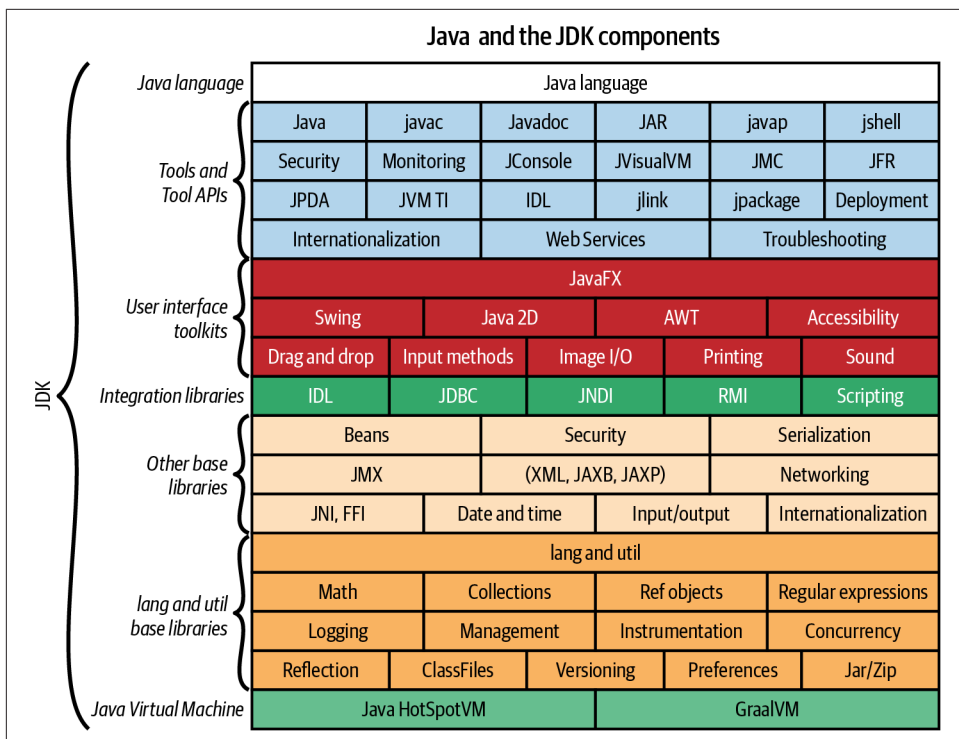 Java and the JDK components
JDK
Java language
Java language
Tools and
Tool APIs
Java javac Javadoc JAR javap jshell
Security Monitoring JConsole JVisualVM JMC JFR
JPDA JVM TI IDL jlink jpackage Deployment
Internationalization Web Services Troubleshooting
User interface
toolkits
JavaFX
Swing Java 2D AWT Accessibility
Drag and drop Input methods Image I/O Printing Sound
Integration libraries
IDL JDBC JNDI RMI Scripting
Other base
libraries
Beans Security Serialization
JMX (XML, JAXB, JAXP) Networking
JNI, FFI Date and time Input/output Internationalization
lang and util
base libraries
lang and util
Math Collections Ref objects Regular expressions
Logging Management Instrumentation Concurrency
Reflection ClassFiles Versioning Preferences Jar/Zip
Java Virtual Machine
Java HotSpotVM GraalVM